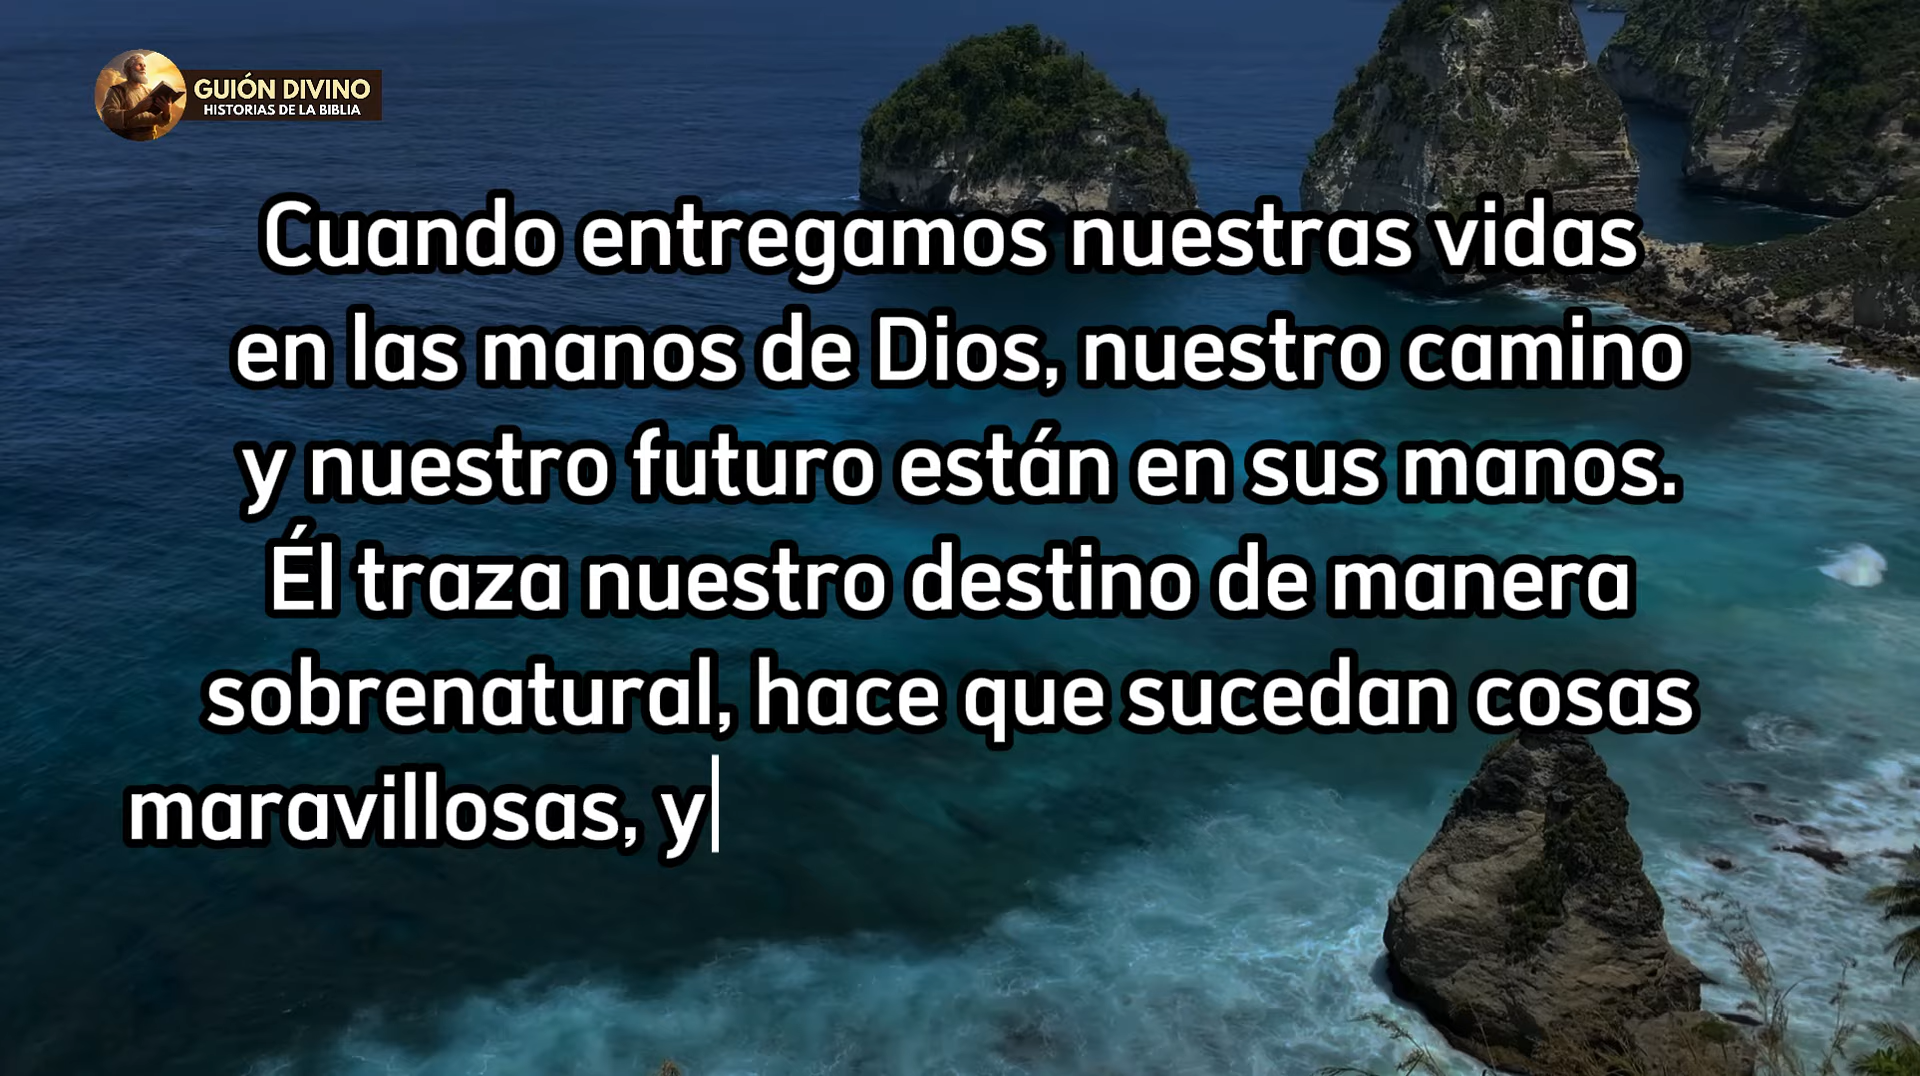 GUIÓN DIVINO
HISTORIAS DE LA BIBLIA
Cuando entregamos nuestras vidas
en las manos de Dios, nuestro camino
y nuestro futuro están en sus manos.
Él traza nuestro destino de manera
sobrenatural, hace que sucedan cosas
maravillosas, y